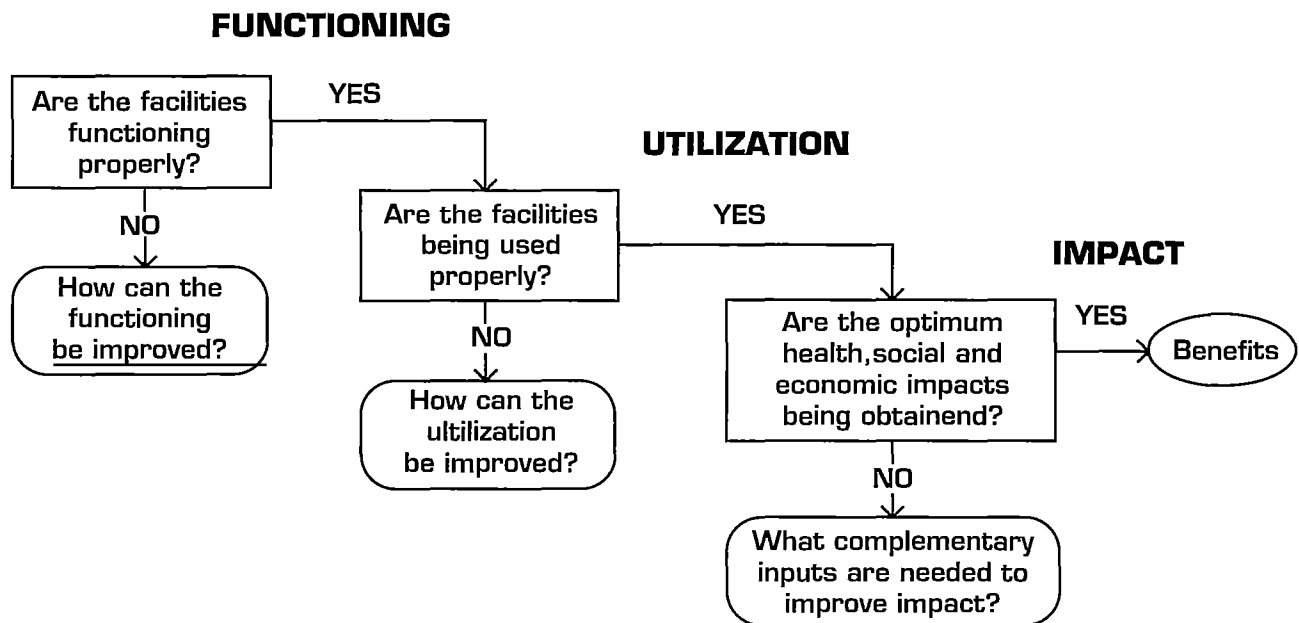 FUNCTIONING
Are the facilities
functioning
properly?
YES
NO
How can the
functioning
be improved?
UTILIZATION
Are the facilities
being used
properly?
YES
NO
How can the
ultilization
be improved?
IMPACT
Are the optimum
health,social and
economic impacts
being obtainend?
YES
Benefits
NO
What complementary
inputs are needed to
improve impact?